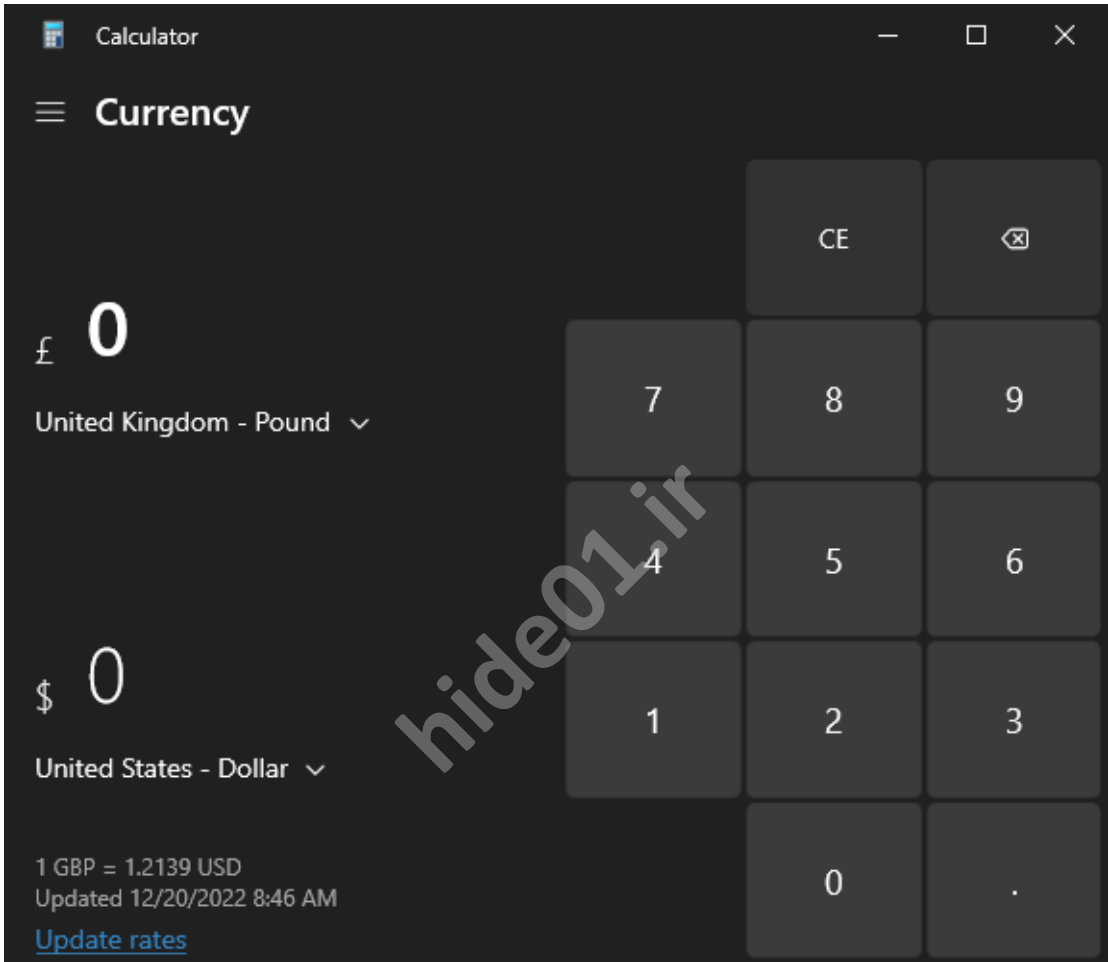 Calculator
Currency
CE
£ 0
7 8 9
United Kingdom - Pound
4 5 6
hide01.ir
$ 0
1 2 3
United States - Dollar
1 GBP = 1.2139 USD
0 .
Updated 12/20/2022 8:46 AM
Update rates